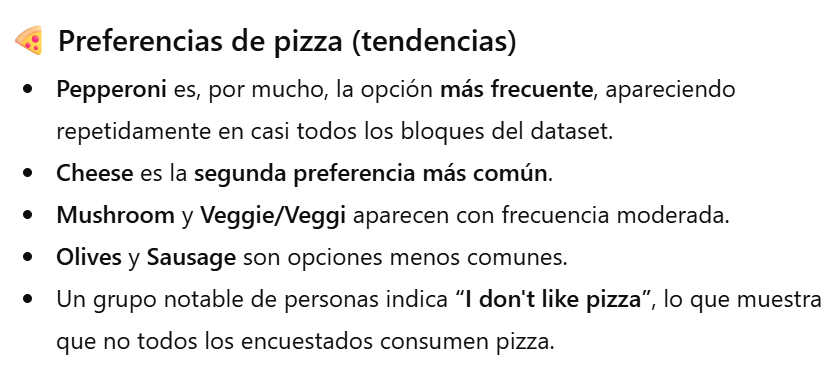 🍕 Preferencias de pizza (tendencias)
• Pepperoni es, por mucho, la opción más frecuente, apareciendo
repetidamente en casi todos los bloques del dataset.
• Cheese es la segunda preferencia más común.
• Mushroom y Veggie/Veggi aparecen con frecuencia moderada.
• Olives y Sausage son opciones menos comunes.
• Un grupo notable de personas indica “I don't like pizza”, lo que muestra
que no todos los encuestados consumen pizza.